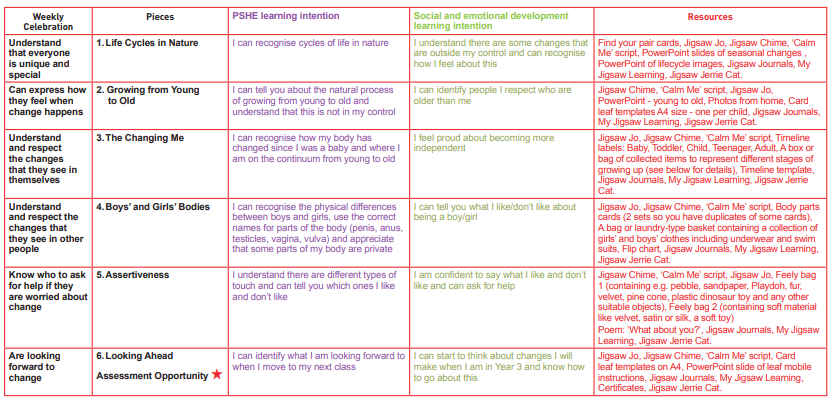 Weekly Celebration
Pieces
PSHE learning intention
Social and emotional development learning intention
Resources
Understand
that everyone
is unique and
special
1. Life Cycles in Nature
I can recognise cycles of life in nature
I understand there are some changes that
are outside my control and can recognise
how I feel about this
Find your pair cards, Jigsaw Jo, Jigsaw Chime, 'Calm
Me' script, PowerPoint slides of seasonal changes ,
PowerPoint of lifecycle images, Jigsaw Journals, My
Jigsaw Learning, Jigsaw Jerrie Cat.
Can express how
they feel when
change happens
2. Growing from Young
to Old
I can tell you about the natural process
of growing from young to old and
understand that this is not in my control
I can identify people I respect who are
older than me
Jigsaw Chime, 'Calm Me' script, Jigsaw Jo,
PowerPoint - young to old, Photos from home, Card
leaf templates A4 size - one per child, Jigsaw Journals,
My Jigsaw Learning, Jigsaw Jerrie Cat.
Understand
and respect
the changes
that they see in
themselves
3. The Changing Me
I can recognise how my body has
changed since I was a baby and where I
am on the continuum from young to old
I feel proud about becoming more
independent
Jigsaw Jo, Jigsaw Chime, 'Calm Me' script, Timeline
labels: Baby, Toddler, Child, Teenager, Adult, A box or
bag of collected items to represent different stages of
growing up (see below for details), Timeline template,
Jigsaw Journals, My Jigsaw Learning, Jigsaw Jerrie
Cat.
Understand
and respect the
changes that
they see in other
people
4. Boys' and Girls' Bodies
I can recognise the physical differences
between boys and girls, use the correct
names for parts of the body (penis, anus,
testicles, vagina, vulva) and appreciate
that some parts of my body are private
I can tell you what I like/don't like about
being a boy/girl
Jigsaw Jo, Jigsaw Chime, 'Calm Me' script, Body parts
cards (2 sets so you have duplicates of some cards),
A bag or laundry-type basket containing a collection of
girls' and boys' clothes including underwear and swim
suits, Flip chart, Jigsaw Journals, My Jigsaw Learning,
Jigsaw Jerrie Cat.
Know who to ask
for help if they
are worried about
change
5. Assertiveness
I understand there are different types of
touch and can tell you which ones I like
and don't like
I am confident to say what I like and don't
like and can ask for help
Jigsaw Chime, 'Calm Me' script, Jigsaw Jo, Feely bag
1 (containing e.g. pebble, sandpaper, Playdoh, fur,
velvet, pine cone, plastic dinosaur toy and any other
suitable objects), Feely bag 2 (containing soft material
like velvet, satin or silk, a soft toy)
Poem: 'What about you?', Jigsaw Journals, My Jigsaw
Learning, Jigsaw Jerrie Cat.
Are looking
forward to
change
6. Looking Ahead
Assessment Opportunity ★
I can identify what I am looking forward to
when I move to my next class
I can start to think about changes I will
make when I am in Year 3 and know how
to go about this
Jigsaw Jo, Jigsaw Chime, 'Calm Me' script, Card
leaf templates on A4, PowerPoint slide of leaf mobile
instructions, Jigsaw Journals, My Jigsaw Learning,
Certificates, Jigsaw Jerrie Cat.